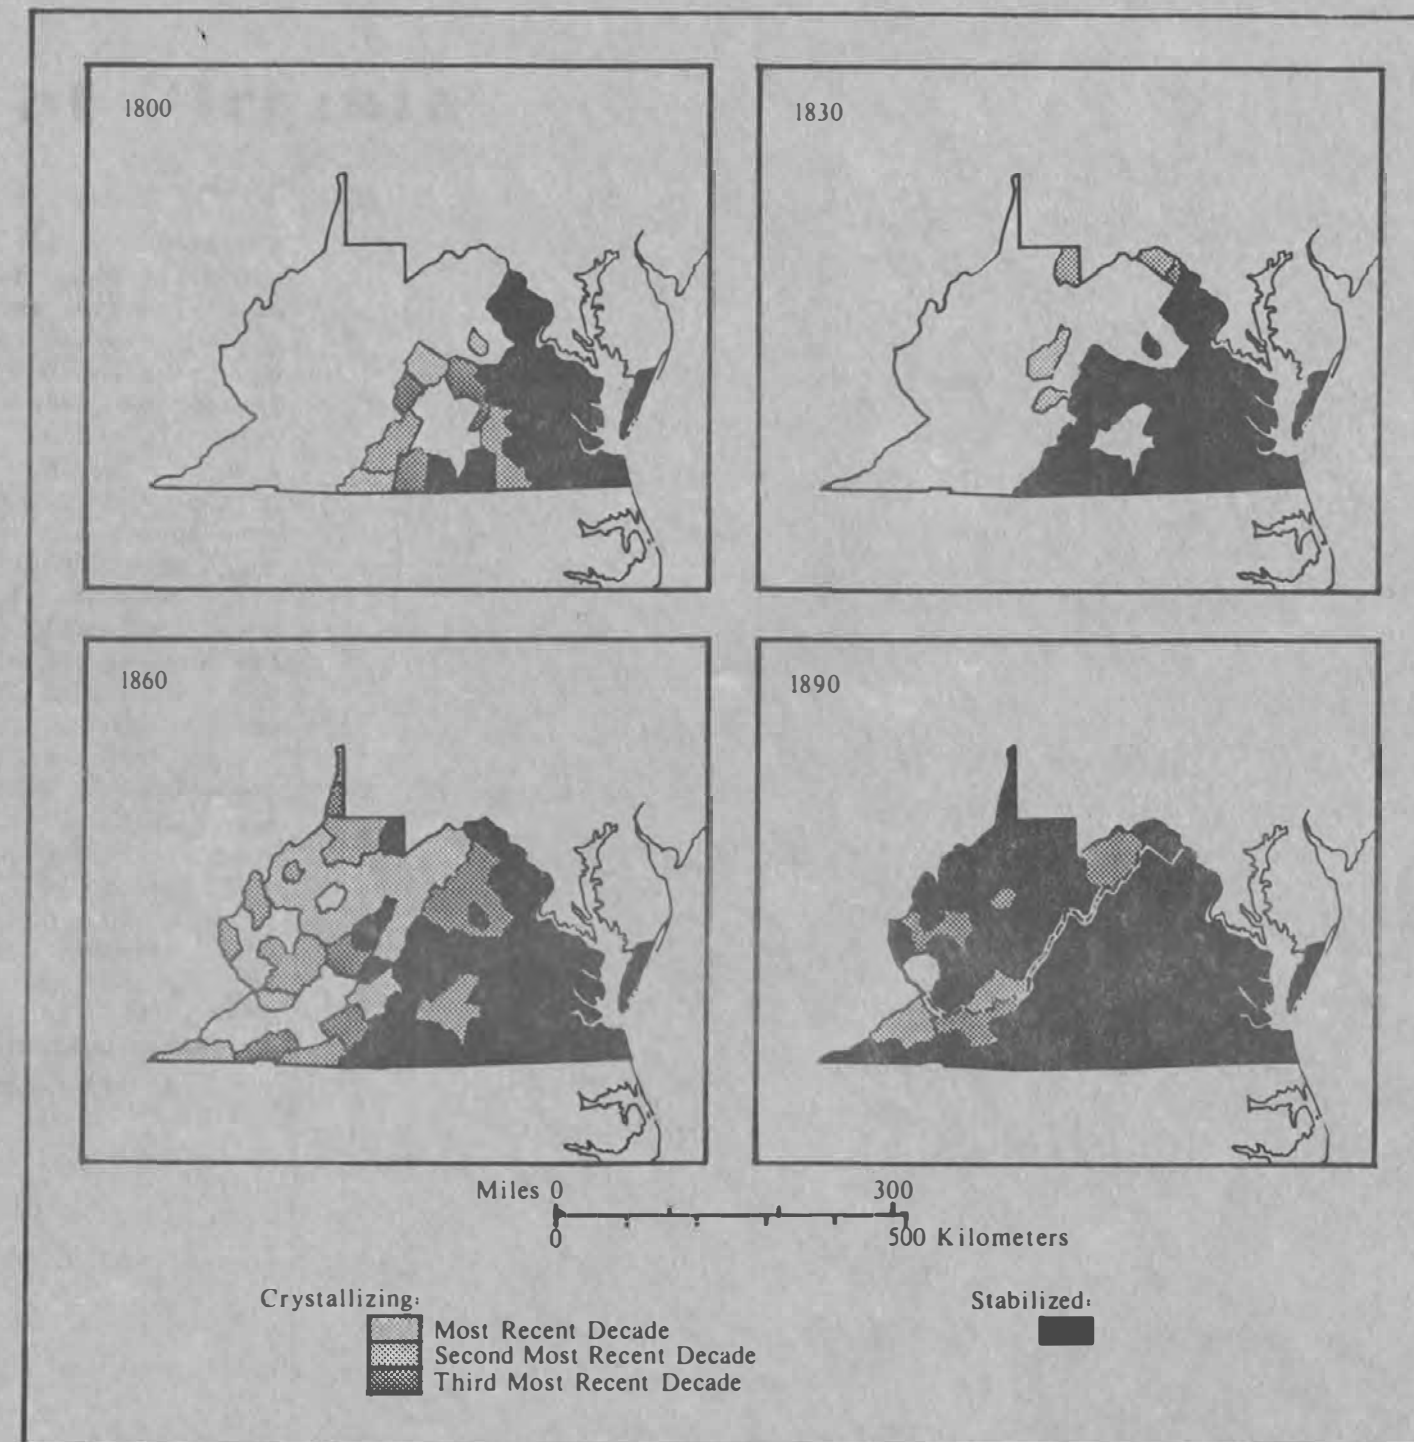 1800
1830
1860
1890
Miles 0 300
0 500 Kilometers
Crystallizing:
Most Recent Decade
Second Most Recent Decade
Third Most Recent Decade
Stabilized: